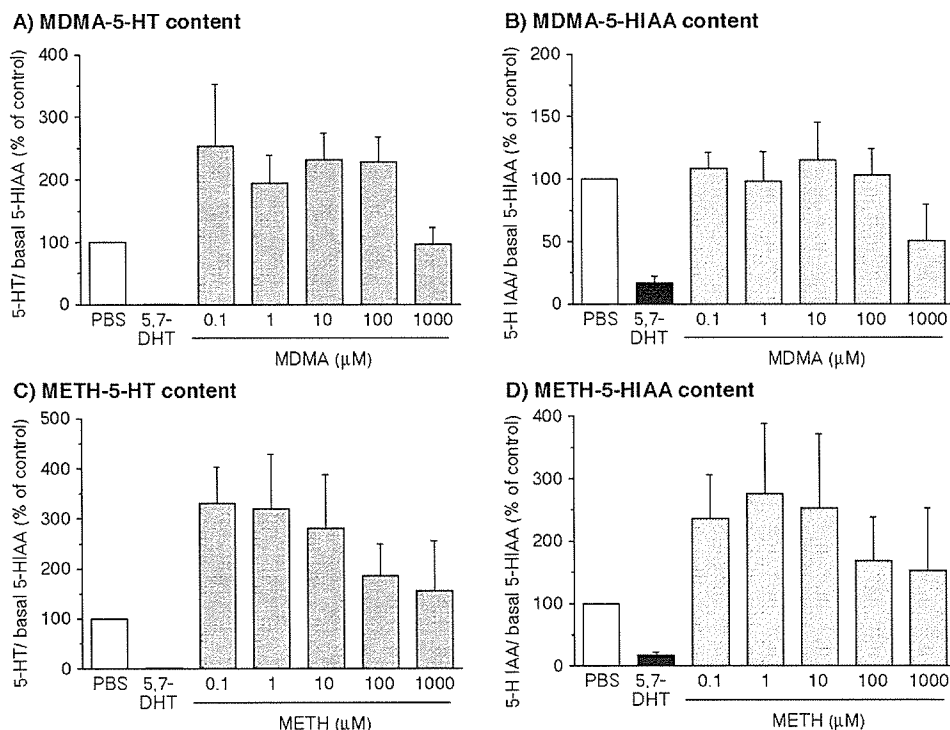 A) MDMA-5-HT content
5-HT/ basal 5-HIAA (% of control)
400
300
200
100
0
PBS 5,7-DHT 0.1 1 10 100 1000
MDMA (μM)
B) MDMA-5-HIAA content
5-H IAA/ basal 5-HIAA (% of control)
200
150
100
50
0
PBS 5,7-DHT 0.1 1 10 100 1000
MDMA (μM)
C) METH-5-HT content
5-HT/ basal 5-HIAA (% of control)
500
400
300
200
100
0
PBS 5,7-DHT 0.1 1 10 100 1000
METH (μM)
D) METH-5-HIAA content
5-H IAA/ basal 5-HIAA (% of control)
400
300
200
100
0
PBS 5,7-DHT 0.1 1 10 100 1000
METH (μM)